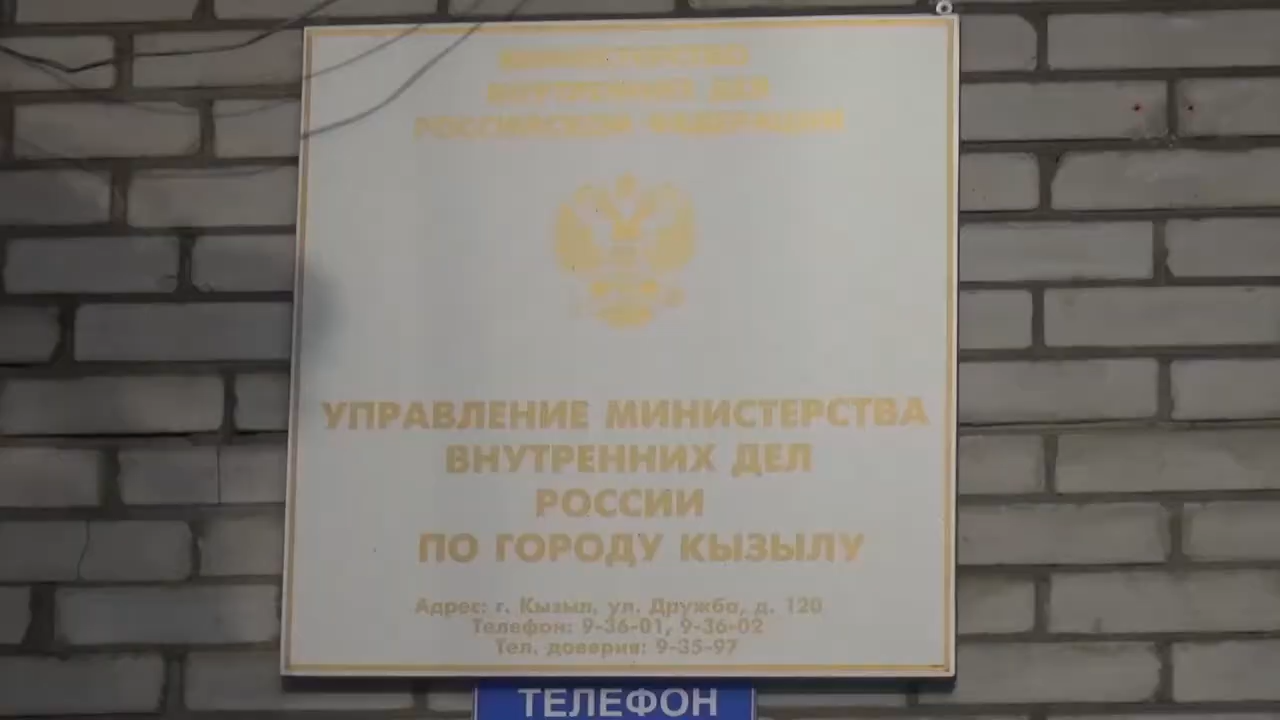 МИНИСТЕРСТВО
ВНУТРЕННИХ ДЕЛ
РОССИЙСКОЙ ФЕДЕРАЦИИ
УПРАВЛЕНИЕ МИНИСТЕРСТВА
ВНУТРЕННИХ ДЕЛ
РОССИИ
ПО ГОРОДУ КЫЗЫЛУ
Адрес: г. Кызыл, ул. Дружба, д. 120
Телефон: 9-36-01, 9-36-02
Тел. доверия: 9-35-97
ТЕЛЕФОН